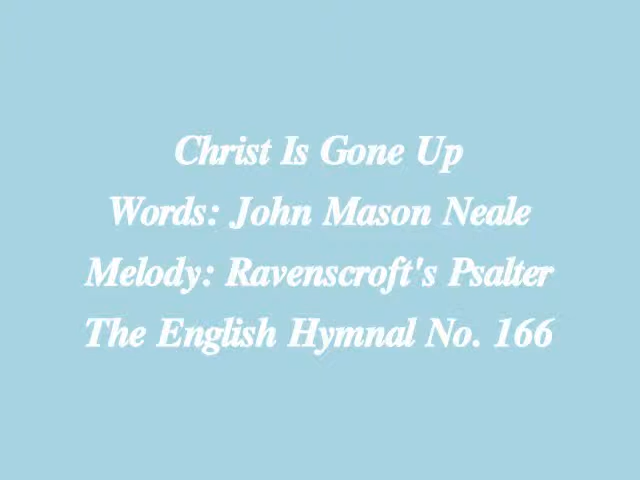 Christ Is Gone Up
Words: John Mason Neale
Melody: Ravenscroft's Psalter
The English Hymnal No. 166